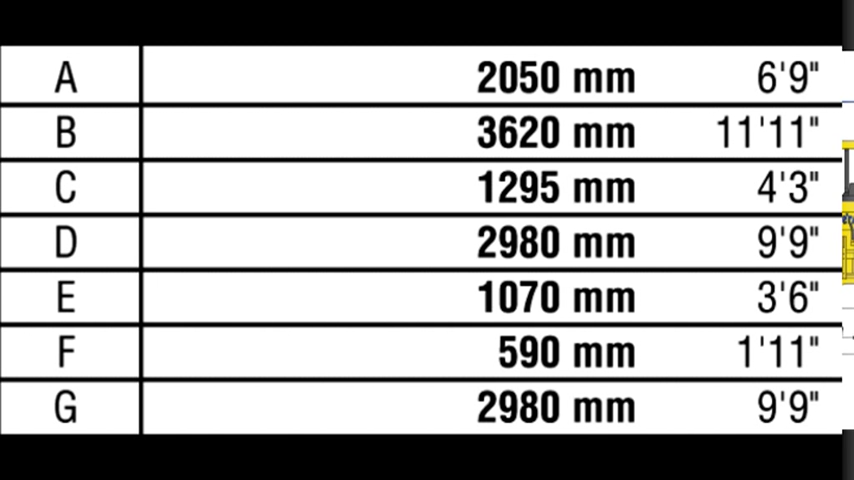 A 2050 mm 6'9"
B 3620 mm 11'11"
C 1295 mm 4'3"
D 2980 mm 9'9"
E 1070 mm 3'6"
F 590 mm 1'11"
G 2980 mm 9'9"